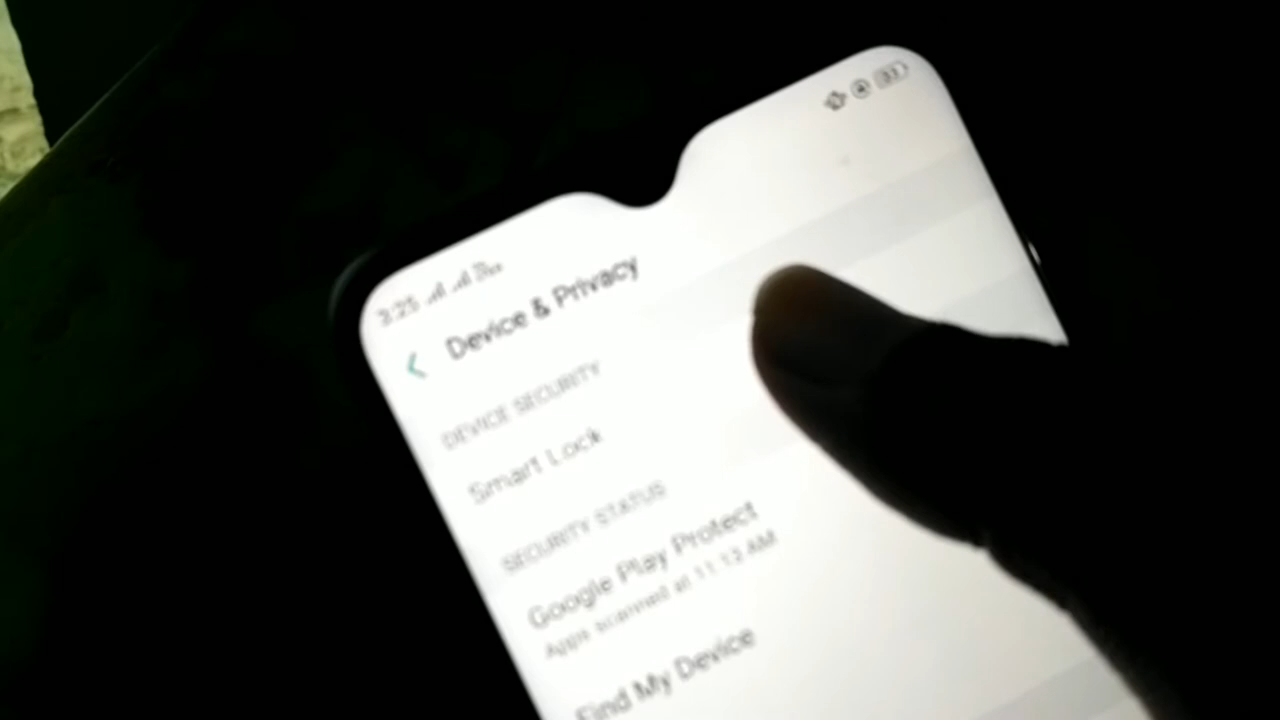 3:25
Device & Privacy
DEVICE SECURITY
Smart Lock
SECURITY STATUS
Google Play Protect
Apps scanned at 11:12 AM
Find My Device